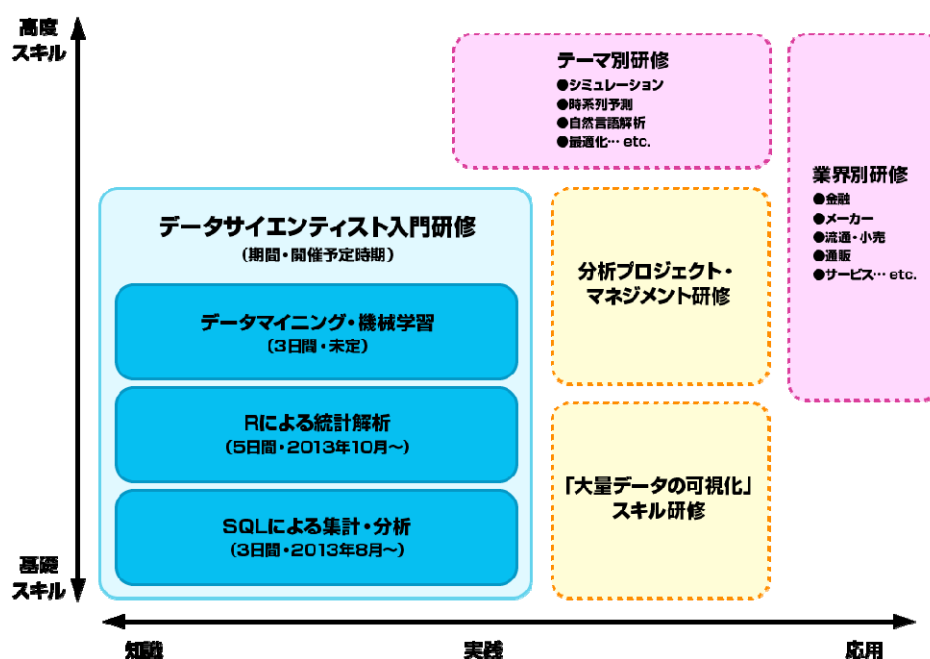 高度
スキル
テーマ別研修
●シミュレーション
●時系列予測
●自然言語解析
●最適化… etc.
業界別研修
●金融
●メーカー
●流通・小売
●通販
●サービス… etc.
データサイエンティスト入門研修
(期間・開催予定時期)
データマイニング・機械学習
(3日間・未定)
Rによる統計解析
(5日間・2013年10月〜)
SQLによる集計・分析
(3日間・2013年8月〜)
分析プロジェクト・
マネジメント研修
「大量データの可視化」
スキル研修
基礎
スキル
知識
実践
応用